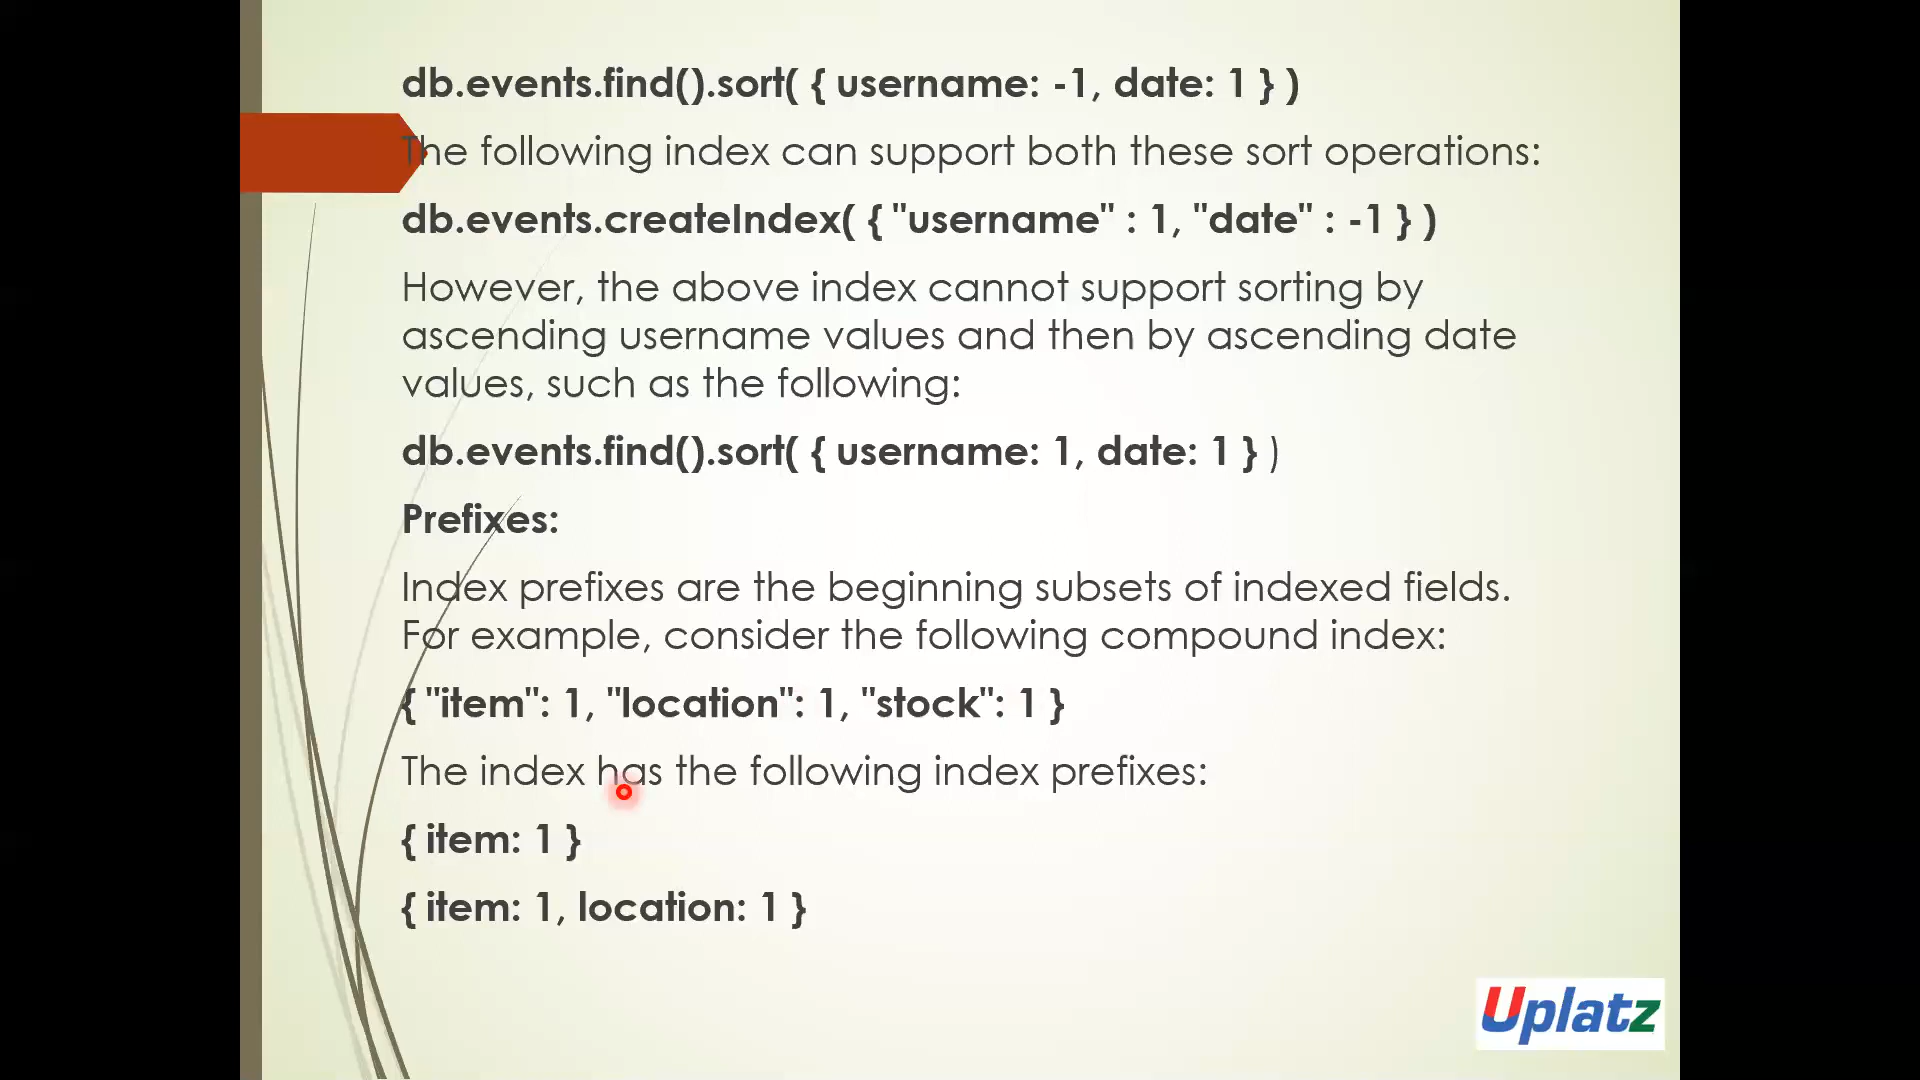 db.events.find().sort( { username: -1, date: 1 } )
The following index can support both these sort operations:
db.events.createIndex( { "username" : 1, "date" : -1 } )
However, the above index cannot support sorting by
ascending username values and then by ascending date
values, such as the following:
db.events.find().sort( { username: 1, date: 1 } )
Prefixes:
Index prefixes are the beginning subsets of indexed fields.
For example, consider the following compound index:
{ "item": 1, "location": 1, "stock": 1 }
The index has the following index prefixes:
{ item: 1 }
{ item: 1, location: 1 }
Uplatz